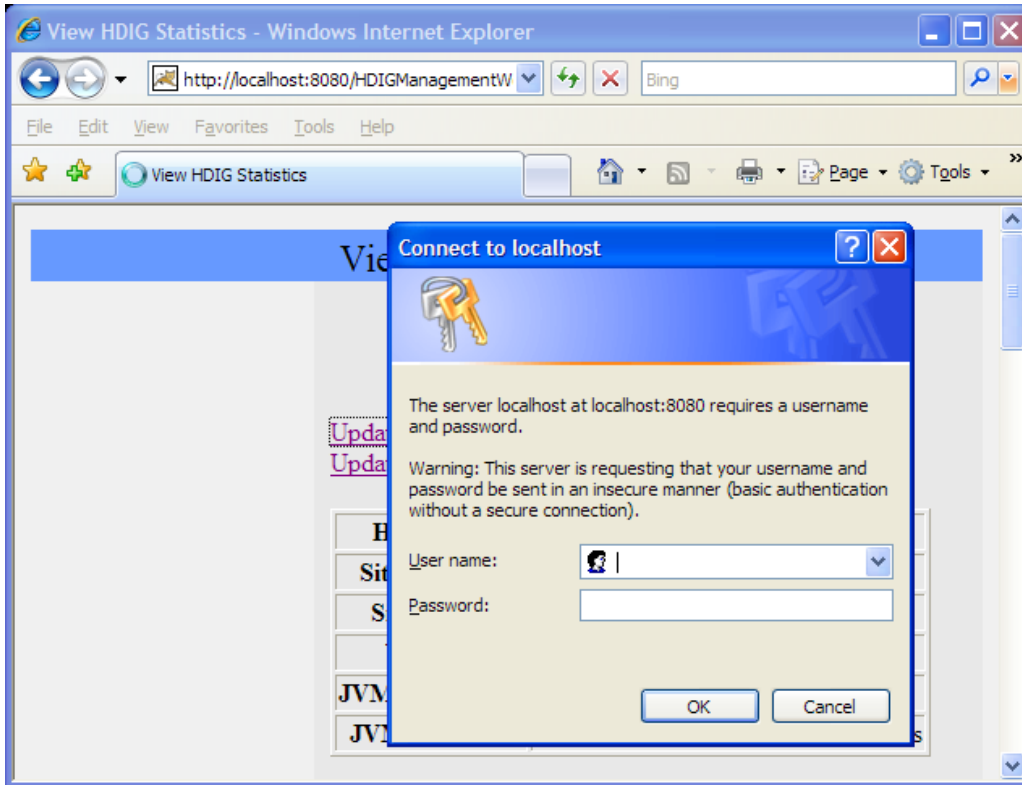 View HDIG Statistics - Windows Internet Explorer
http://localhost:8080/HDIGManagementW
Bing
File Edit View Favorites Tools Help
View HDIG Statistics
Page
Tools
Connect to localhost
The server localhost at localhost:8080 requires a username
and password.
Warning: This server is requesting that your username and
password be sent in an insecure manner (basic authentication
without a secure connection).
User name:
Password:
OK Cancel
JVM